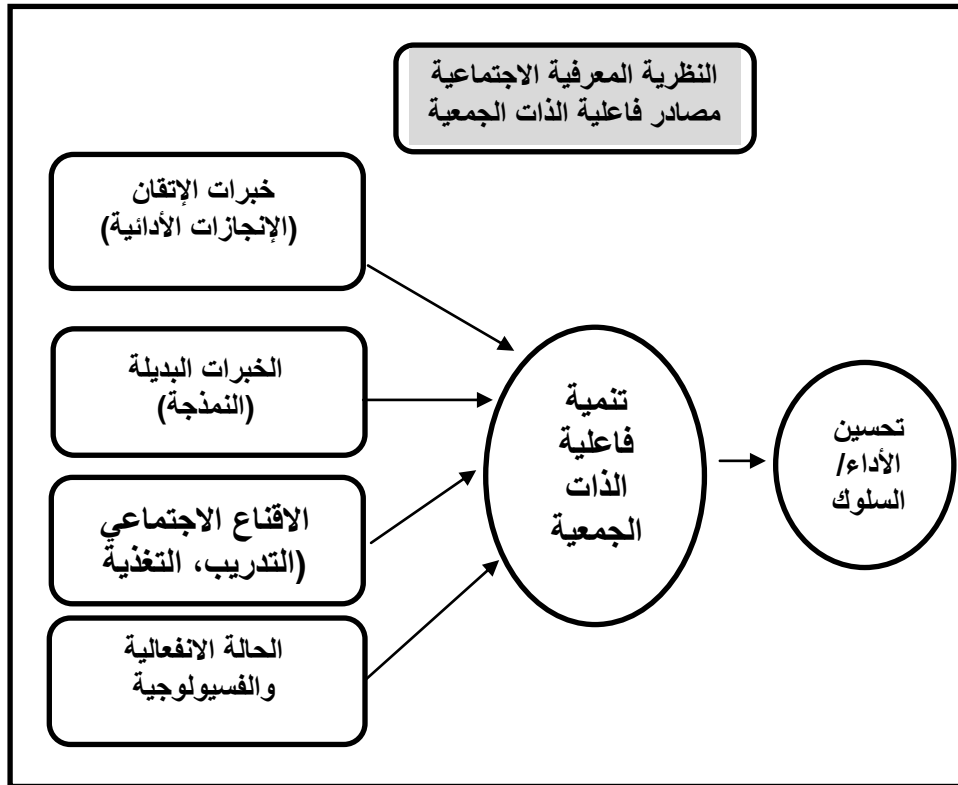 النظرية المعرفية الاجتماعية
مصادر فاعلية الذات الجمعية
خبرات الإتقان
(الإنجازات الأدائية)
الخبرات البديلة
(النمذجة)
الاقناع الاجتماعي
(التدريب، التغذية
الحالة الانفعالية
والفسيولوجية
تنمية
فاعلية
الذات
الجمعية
تحسين
الأداء/
السلوك